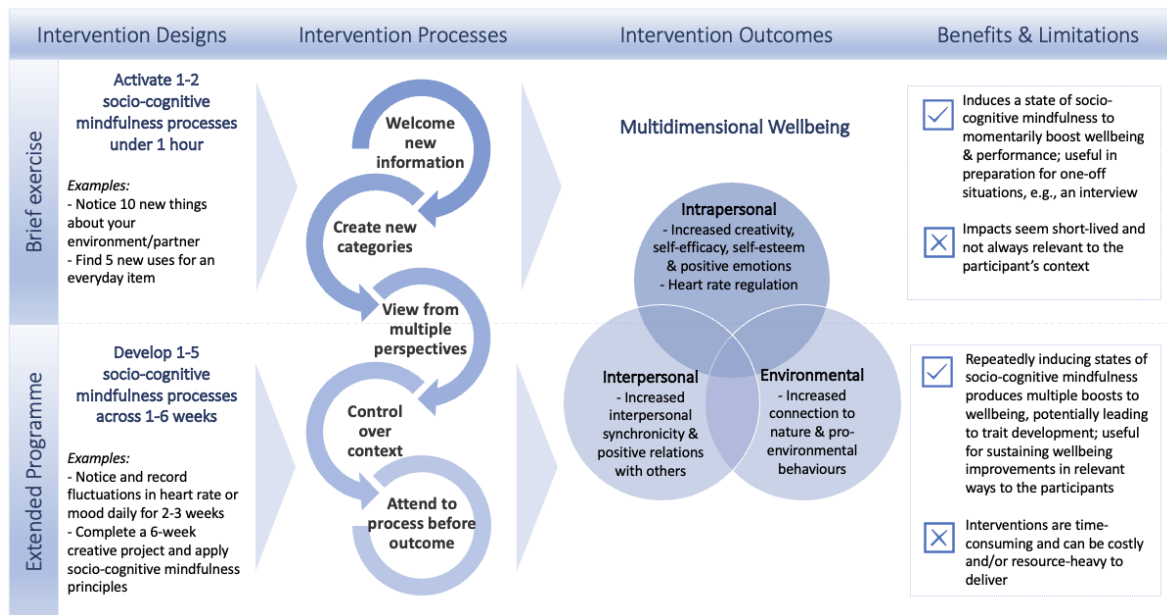 Intervention Designs
Intervention Processes
Intervention Outcomes
Benefits & Limitations
Brief exercise
Activate 1-2
socio-cognitive
mindfulness processes
under 1 hour
Examples:
- Notice 10 new things
about your
environment/partner
- Find 5 new uses for an
everyday item
Extended Programme
Develop 1-5
socio-cognitive
mindfulness processes
across 1-6 weeks
Examples:
- Notice and record
fluctuations in heart rate or
mood daily for 2-3 weeks
- Complete a 6-week
creative project and apply
socio-cognitive mindfulness
principles
Welcome
new
information
Create new
categories
View from
multiple
perspectives
Control
over
context
Attend to
process before
outcome
Multidimensional Wellbeing
Intrapersonal
- Increased creativity,
self-efficacy, self-esteem
& positive emotions
- Heart rate regulation
Interpersonal
- Increased
interpersonal
synchronicity &
positive relations
with others
Environmental
- Increased
connection to
nature & pro-
environmental
behaviours
Induces a state of socio-
cognitive mindfulness to
momentarily boost wellbeing
& performance; useful in
preparation for one-off
situations, e.g., an interview
Impacts seem short-lived and
not always relevant to the
participant's context
Repeatedly inducing states of
socio-cognitive mindfulness
produces multiple boosts to
wellbeing, potentially leading
to trait development; useful
for sustaining wellbeing
improvements in relevant
ways to the participants
Interventions are time-
consuming and can be costly
and/or resource-heavy to
deliver